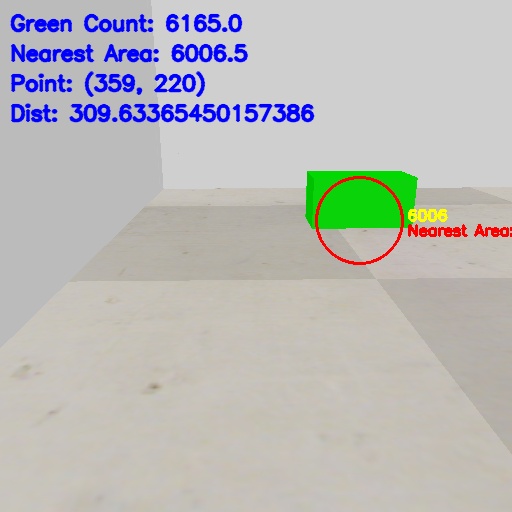 Green Count: 6165.0
Nearest Area: 6006.5
Point: (359, 220)
Dist: 309.63365450157386
6006
Nearest Area: